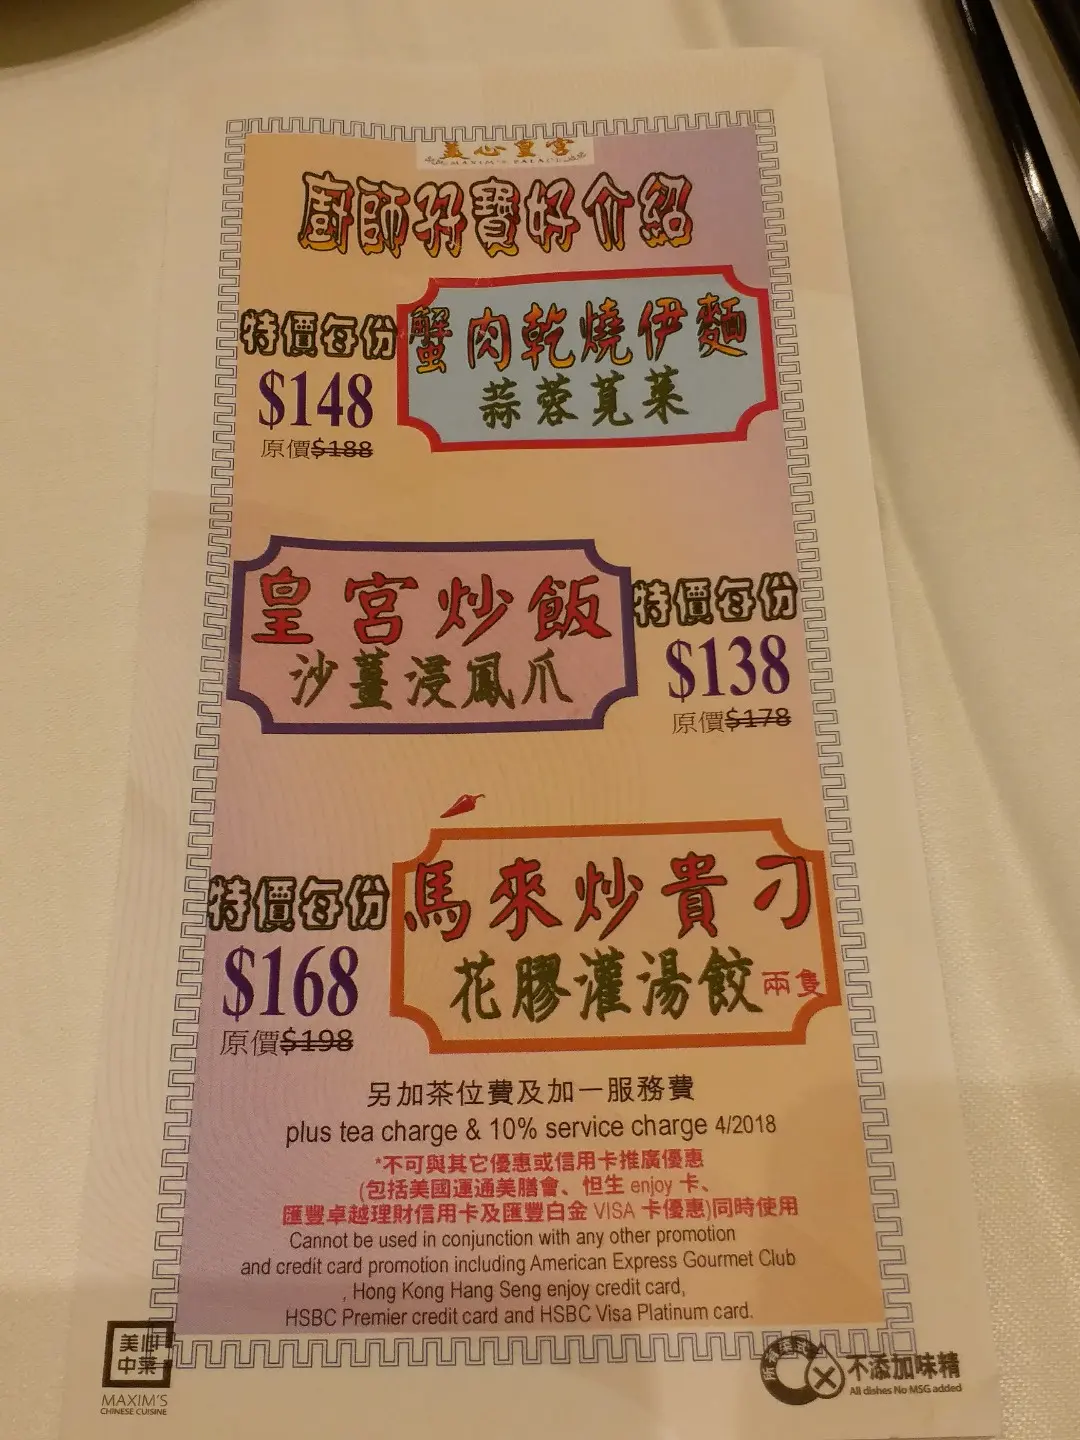 美心皇宮
MAXIM'S PALACE
廚師孖寶好介紹
特價每份
$148
原價$188
蟹肉乾燒伊麵
蒜蓉莧菜
皇宮炒飯
沙薑浸鳳爪
特價每份
$138
原價$178
特價每份
$168
原價$198
馬來炒貴刁
花膠灌湯餃兩隻
另加茶位費及加一服務費
plus tea charge & 10% service charge 4/2018
*不可與其它優惠或信用卡推廣優惠
(包括美國運通美膳會、恒生 enjoy 卡、
匯豐卓越理財信用卡及匯豐白金 VISA 卡優惠)同時使用
Cannot be used in conjunction with any other promotion
and credit card promotion including American Express Gourmet Club
, Hong Kong Hang Seng enjoy credit card,
HSBC Premier credit card and HSBC Visa Platinum card.
美心
中菜
MAXIM'S
CHINESE CUISINE
不添加味精
All dishes No MSG added